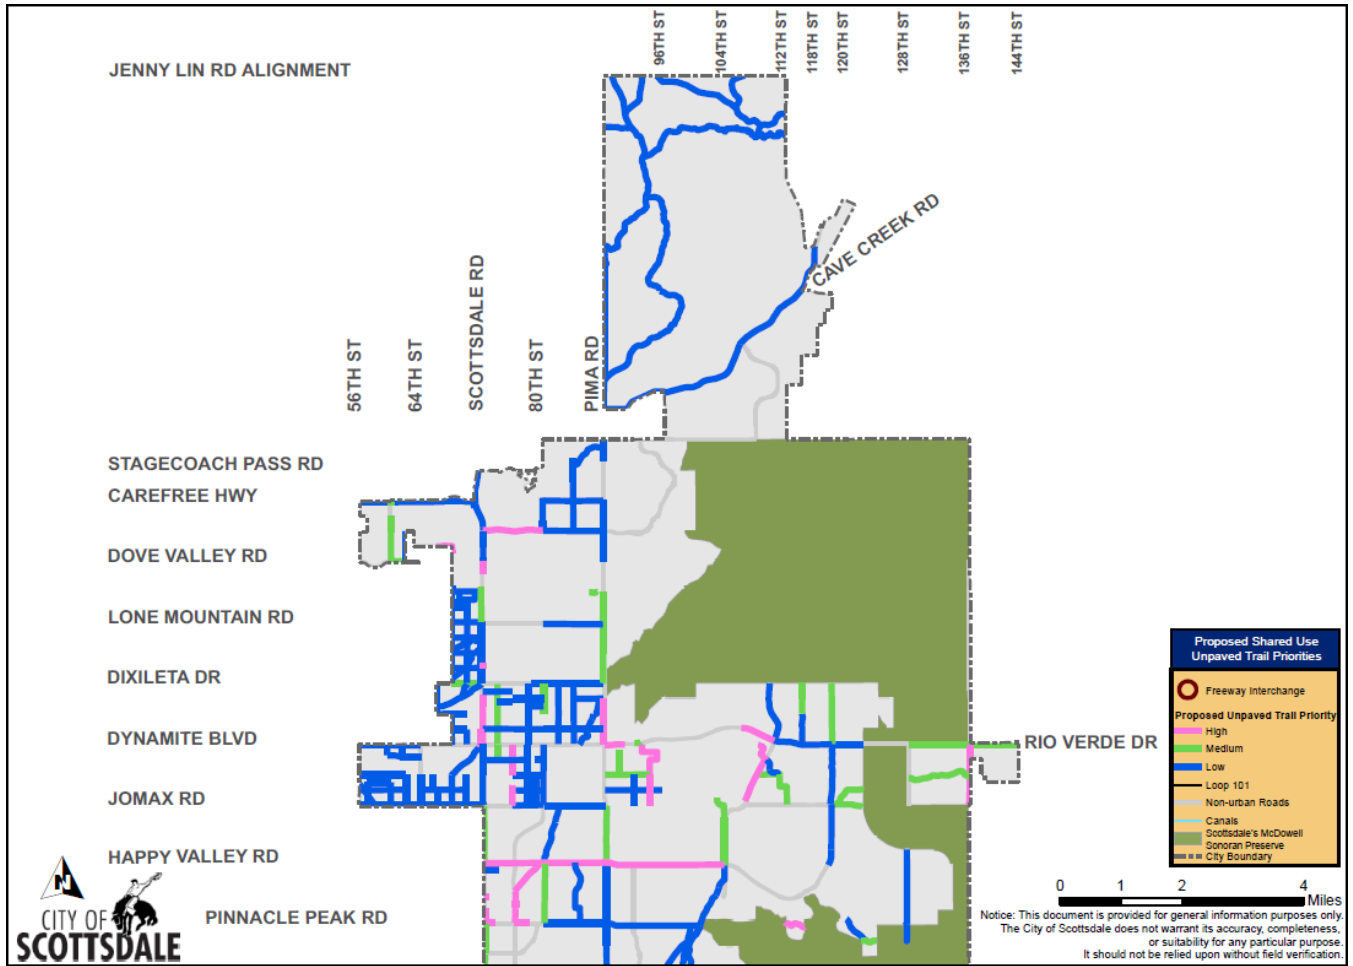 96TH ST
104TH ST
112TH ST
118TH ST
120TH ST
128TH ST
136TH ST
144TH ST
JENNY LIN RD ALIGNMENT
CAVE CREEK RD
56TH ST
64TH ST
SCOTTSDALE RD
80TH ST
PIMA RD
STAGECOACH PASS RD
CAREFREE HWY
DOVE VALLEY RD
LONE MOUNTAIN RD
DIXILETA DR
DYNAMITE BLVD
RIO VERDE DR
JOMAX RD
HAPPY VALLEY RD
PINNACLE PEAK RD
Proposed Shared Use
Unpaved Trail Priorities
Freeway Interchange
Proposed Unpaved Trail Priority
High
Medium
Low
Loop 101
Non-urban Roads
Canals
Scottsdale's McDowell
Sonoran Preserve
City Boundary
N
CITY OF
SCOTTSDALE
0 1 2 4
Miles
Notice: This document is provided for general information purposes only.
The City of Scottsdale does not warrant its accuracy, completeness,
or suitability for any particular purpose.
It should not be relied upon without field verification.